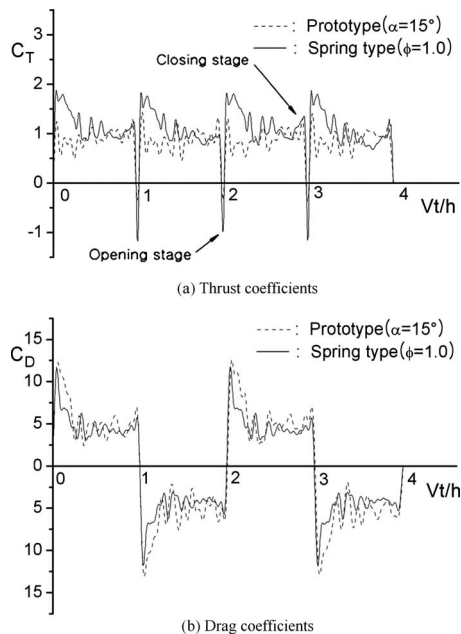 - - - - : Prototype(α=15°)
—— : Spring type(ϕ=1.0)
C_T
Closing stage
3
2
1
0
-1
0 1 2 3 4
Vt/h
Opening stage
(a) Thrust coefficients
- - - - : Prototype(α=15°)
—— : Spring type(ϕ=1.0)
C_D
15
10
5
0
5
10
15
0 1 2 3 4
Vt/h
(b) Drag coefficients